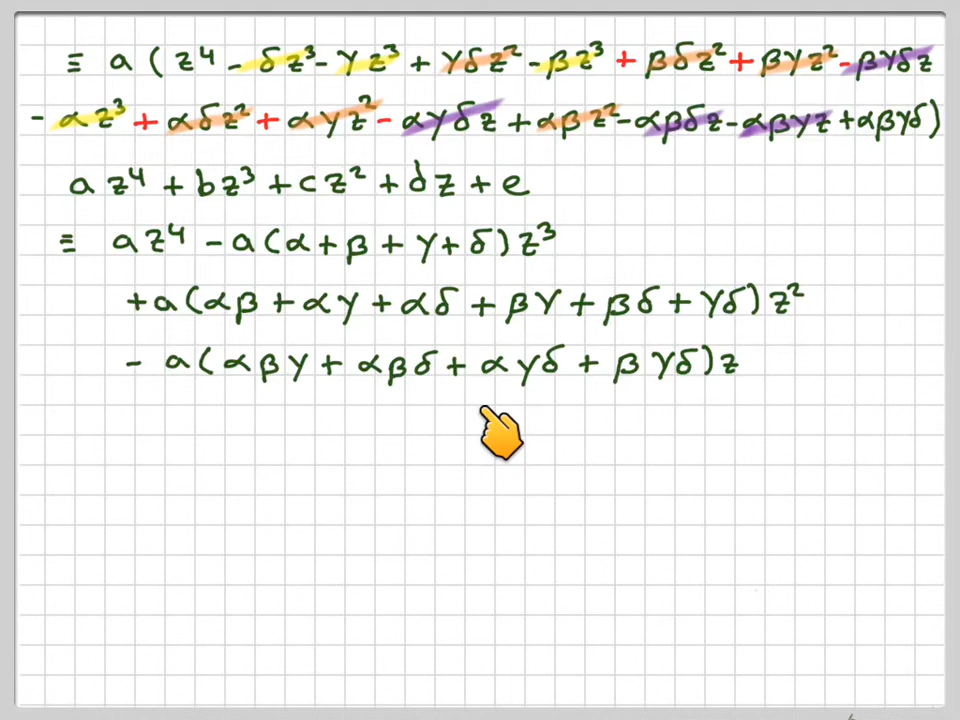 ≡ a(z⁴ - δz³ - γz³ + γδz² - βz³ + βδz² + βγz² - βγδz
- αz³ + αδz² + αγz² - αγδz + αβz² - αβδz - αβγz + αβγδ)
az⁴ + bz³ + cz² + dz + e
≡ az⁴ - a(α + β + γ + δ)z³
+ a(αβ + αγ + αδ + βγ + βδ + γδ)z²
- a(αβγ + αβδ + αγδ + βγδ)z